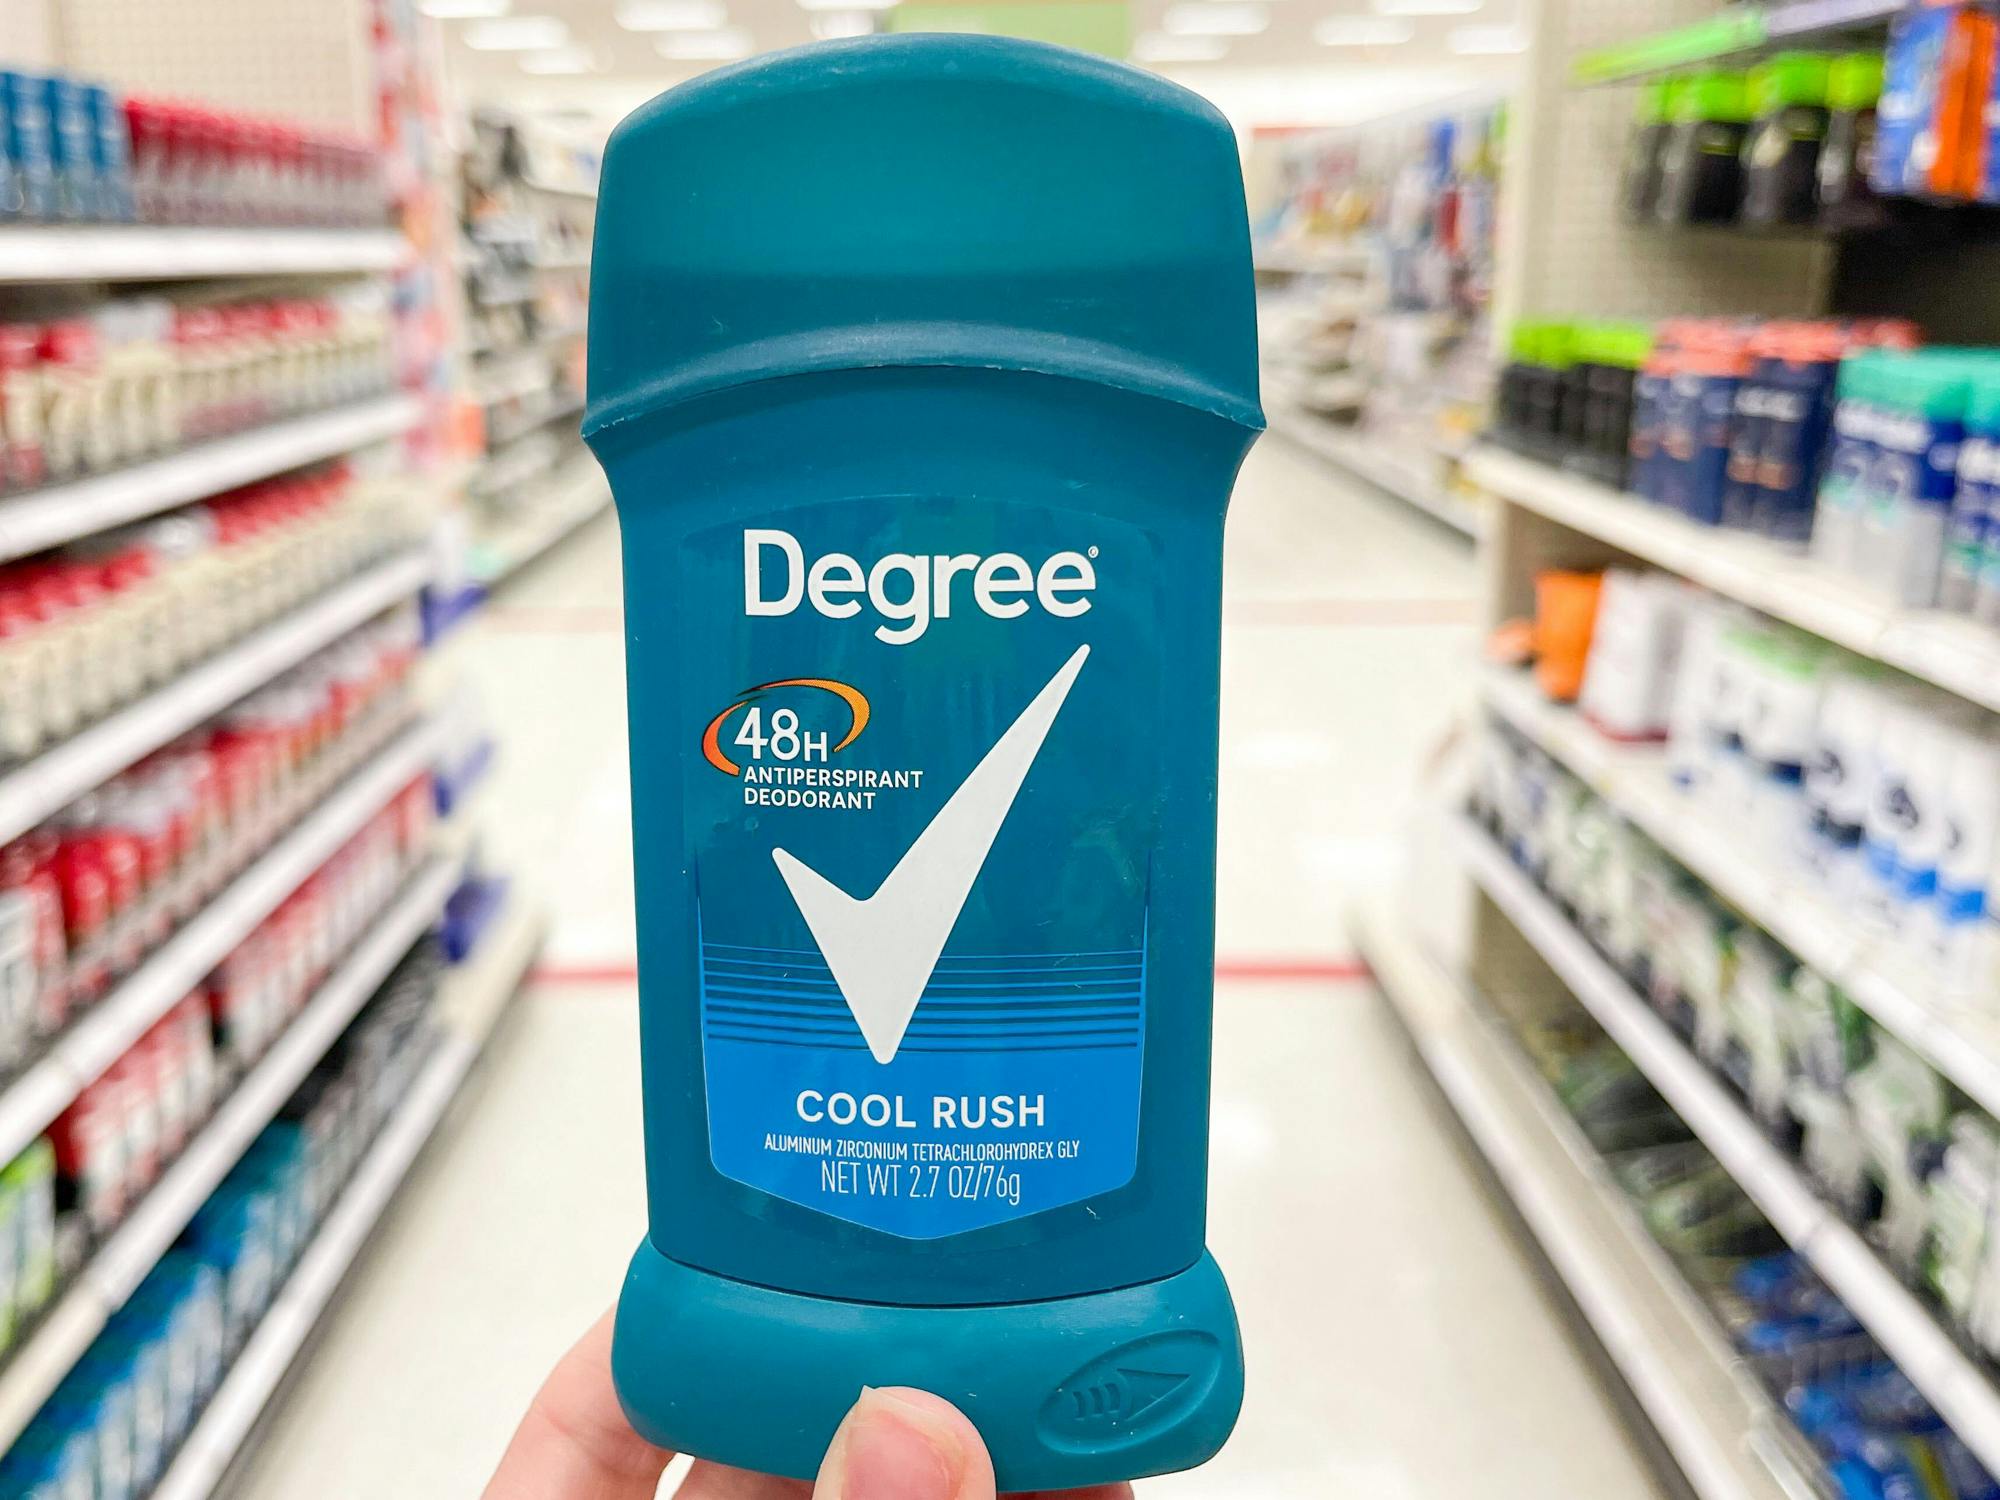 Degree®
48H
ANTIPERSPIRANT
DEODORANT
COOL RUSH
ALUMINUM ZIRCONIUM TETRACHLOROHYDREX GLY
NET WT 2.7 OZ/76g